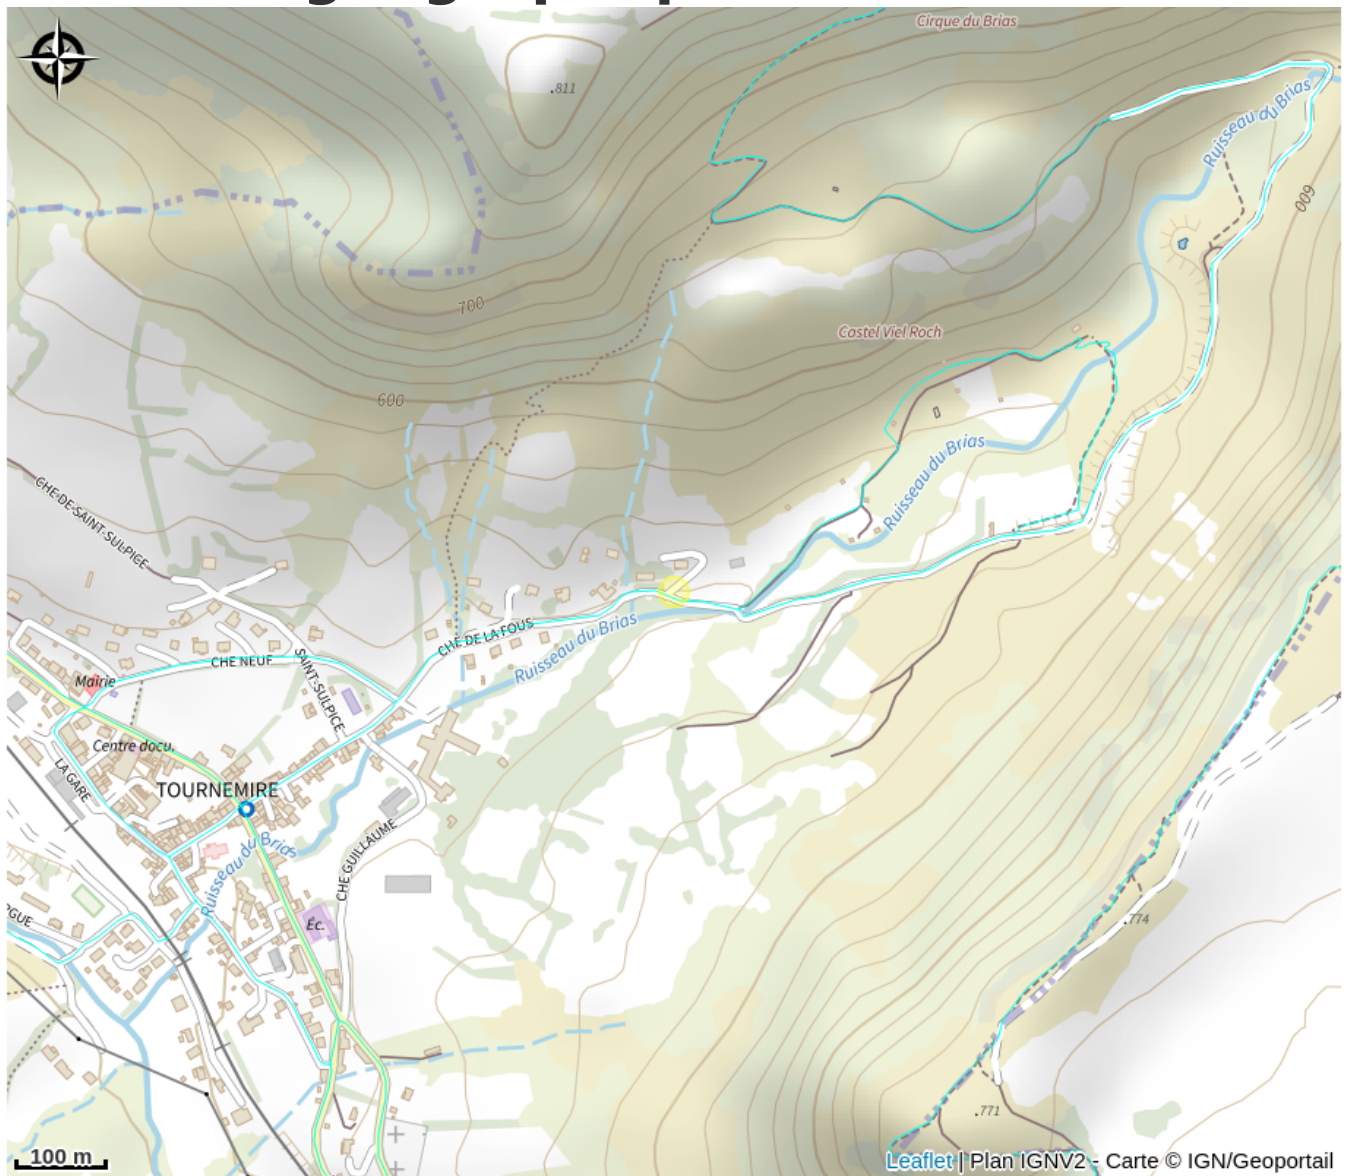 Cirque du Brias
811
Ruisseau du Brias
600
700
Castel Viel Roch
600
Ruisseau du Brias
CHE DE SAINT-SULPICE
CHE DE LA FOUS
Ruisseau du Brias
CHE NEUF
SAINT-SULPICE
Mairie
Centre docu.
LA GARE
TOURNEMIRE
Ruisseau du Brias
CHE GUILLAUME
RGUE
Éc.
774
771
100 m
Leaflet | Plan IGNV2 - Carte © IGN/Geoportail